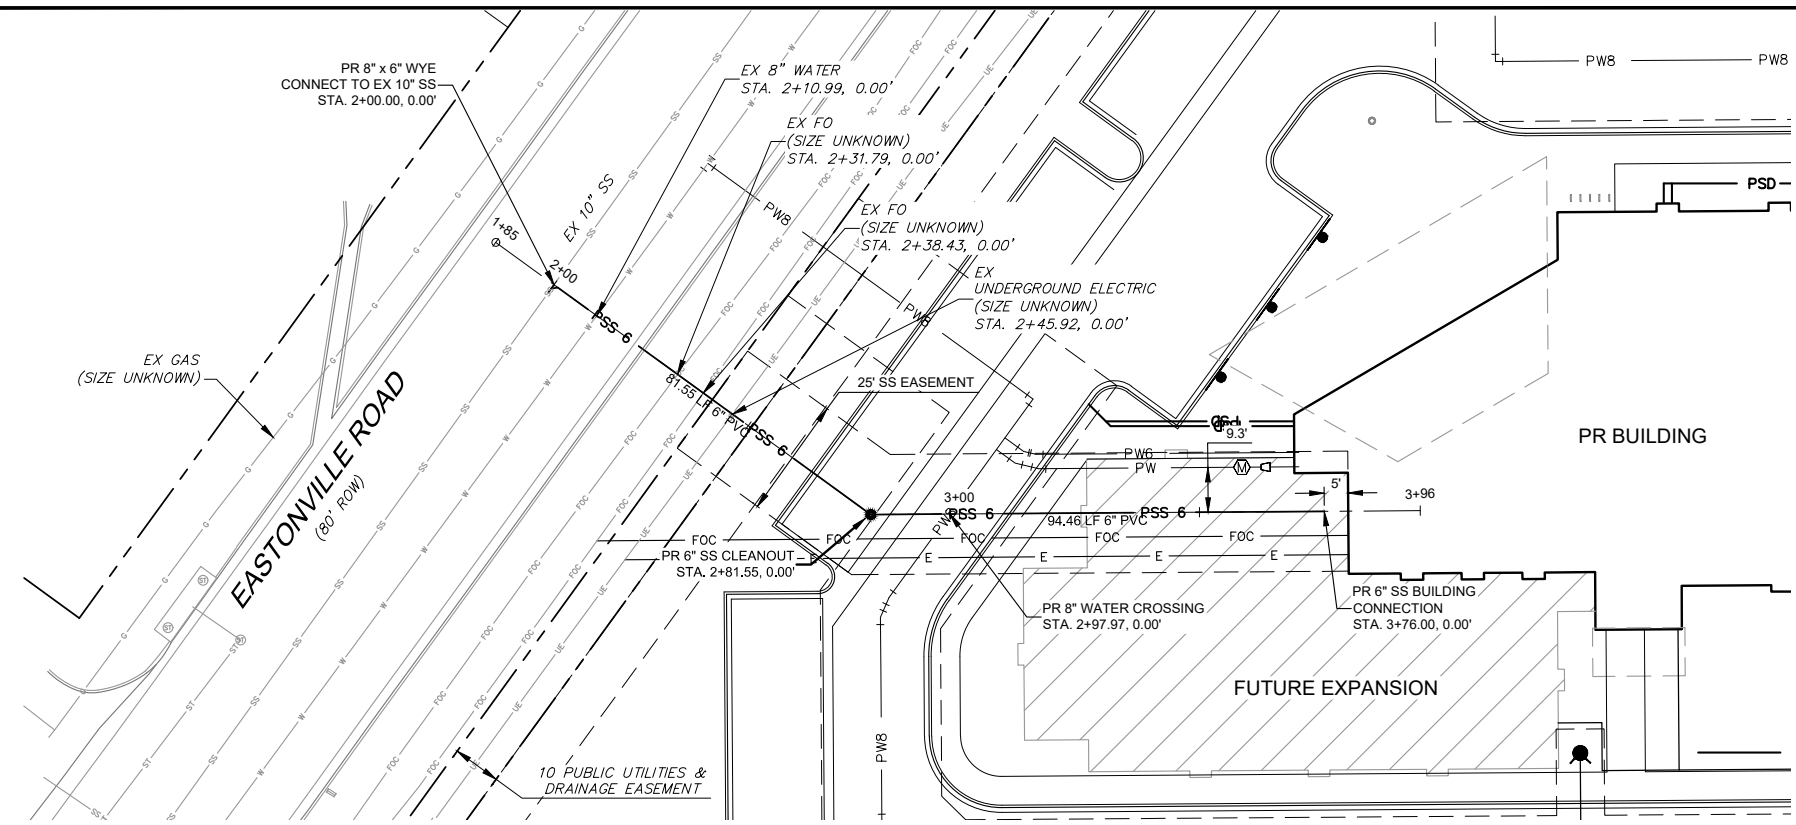 PR 8" x 6" WYE
CONNECT TO EX 10" SS
STA. 2+00.00, 0.00'
EX 8" WATER
STA. 2+10.99, 0.00'
EX FO
(SIZE UNKNOWN)
STA. 2+31.79, 0.00'
EX FO
(SIZE UNKNOWN)
STA. 2+38.43, 0.00'
EX
UNDERGROUND ELECTRIC
(SIZE UNKNOWN)
STA. 2+45.92, 0.00'
EX 10" SS
1+85
2+00
PW8
PW8
PW8
PW8
PSD
EX GAS
(SIZE UNKNOWN)
EASTONVILLE ROAD
(80' ROW)
PSS 6
81.55 LF 6" PVC
PSS 6
25' SS EASEMENT
9.3'
PW6
PW
M
5'
3+96
PR BUILDING
3+00
PSS 6
94.46 LF 6" PVC
PSS 6
FOC
FOC
FOC
FOC
FOC
E
E
E
E
PR 6" SS CLEANOUT
STA. 2+81.55, 0.00'
PR 8" WATER CROSSING
STA. 2+97.97, 0.00'
PR 6" SS BUILDING
CONNECTION
STA. 3+76.00, 0.00'
FUTURE EXPANSION
PW8
10 PUBLIC UTILITIES &
DRAINAGE EASEMENT